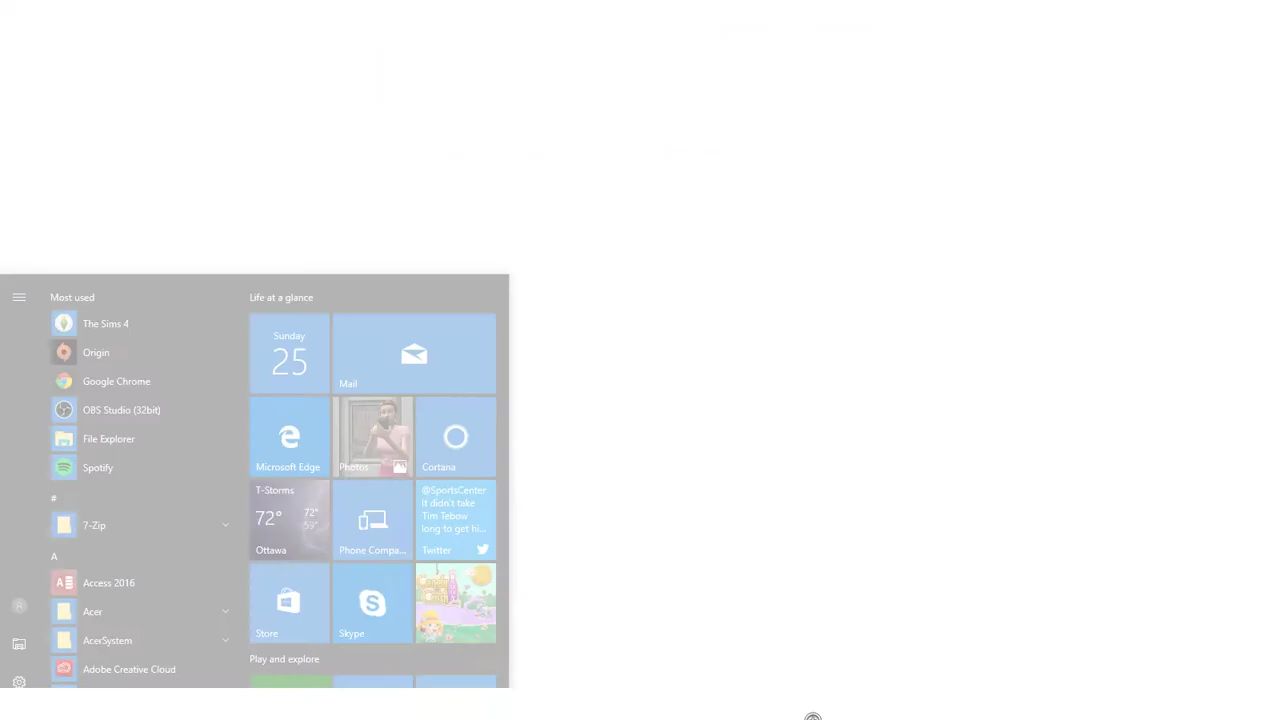 Most used
The Sims 4
Origin
Google Chrome
OBS Studio (32bit)
File Explorer
Spotify
#
7-Zip
A
Access 2016
Acer
AcerSystem
Adobe Creative Cloud
Life at a glance
Sunday
25
Mail
Microsoft Edge
Photos
Cortana
T-Storms
72°
72°
59°
Ottawa
Phone Compa...
@SportsCenter
It didn't take
Tim Tebow
long to get hi...
Twitter
Store
Skype
Play and explore